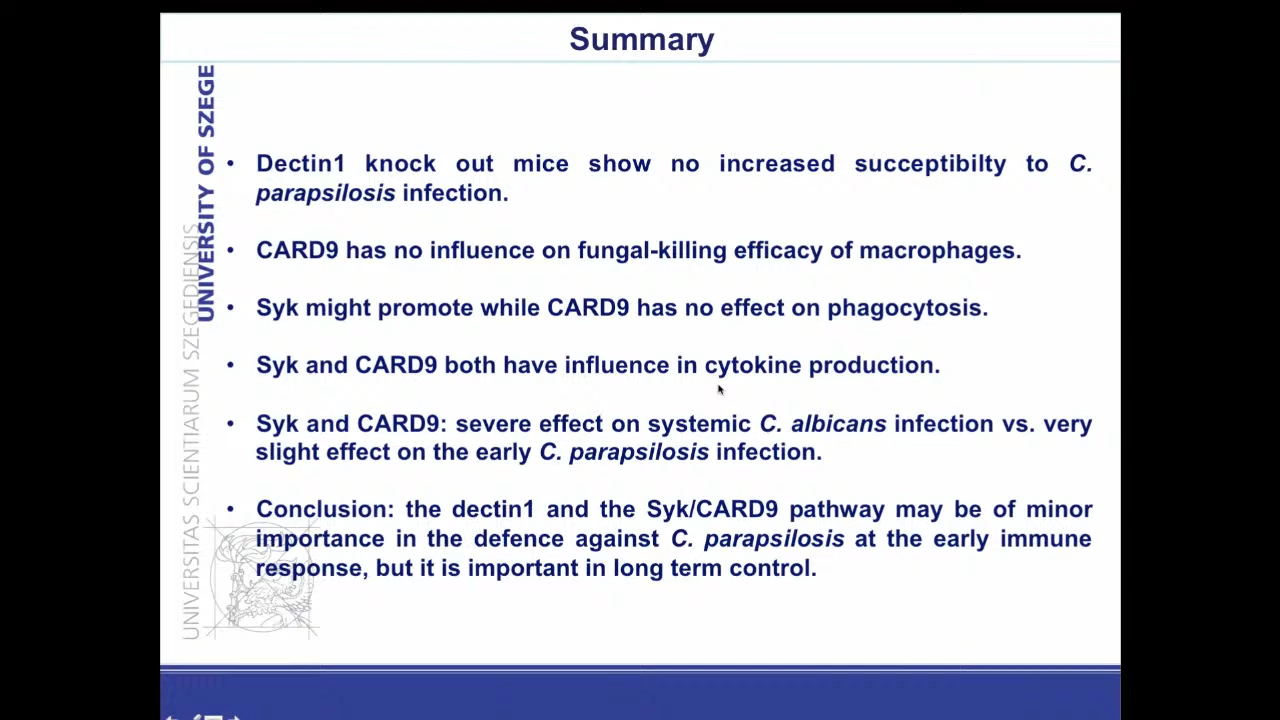 Summary
UNIVERSITY OF SZEGE
UNIVERSITAS SCIENTIARUM SZEGEDIENSIS
• Dectin1 knock out mice show no increased succeptibilty to C.
parapsilosis infection.
• CARD9 has no influence on fungal-killing efficacy of macrophages.
• Syk might promote while CARD9 has no effect on phagocytosis.
• Syk and CARD9 both have influence in cytokine production.
• Syk and CARD9: severe effect on systemic C. albicans infection vs. very
slight effect on the early C. parapsilosis infection.
• Conclusion: the dectin1 and the Syk/CARD9 pathway may be of minor
importance in the defence against C. parapsilosis at the early immune
response, but it is important in long term control.